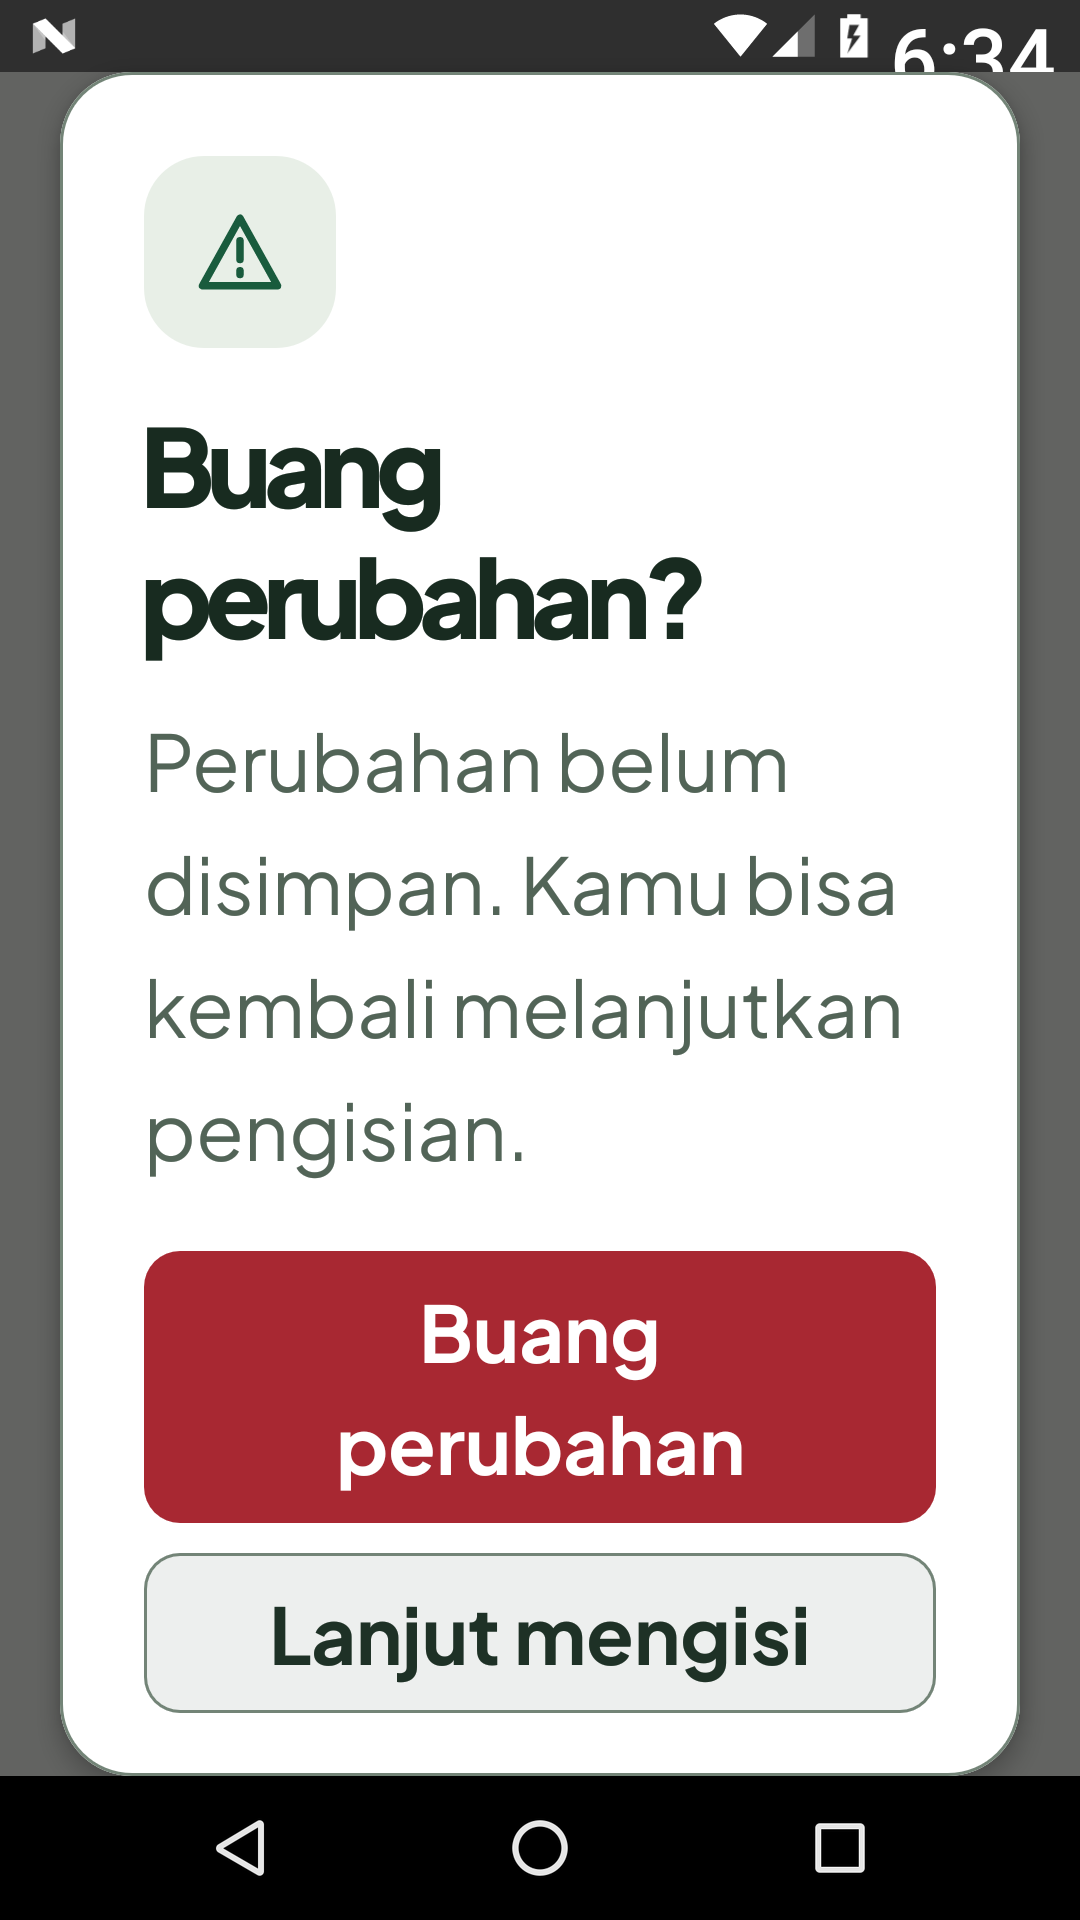 6:34
Buang
perubahan?
Perubahan belum
disimpan. Kamu bisa
kembali melanjutkan
pengisian.
Buang
perubahan
Lanjut mengisi